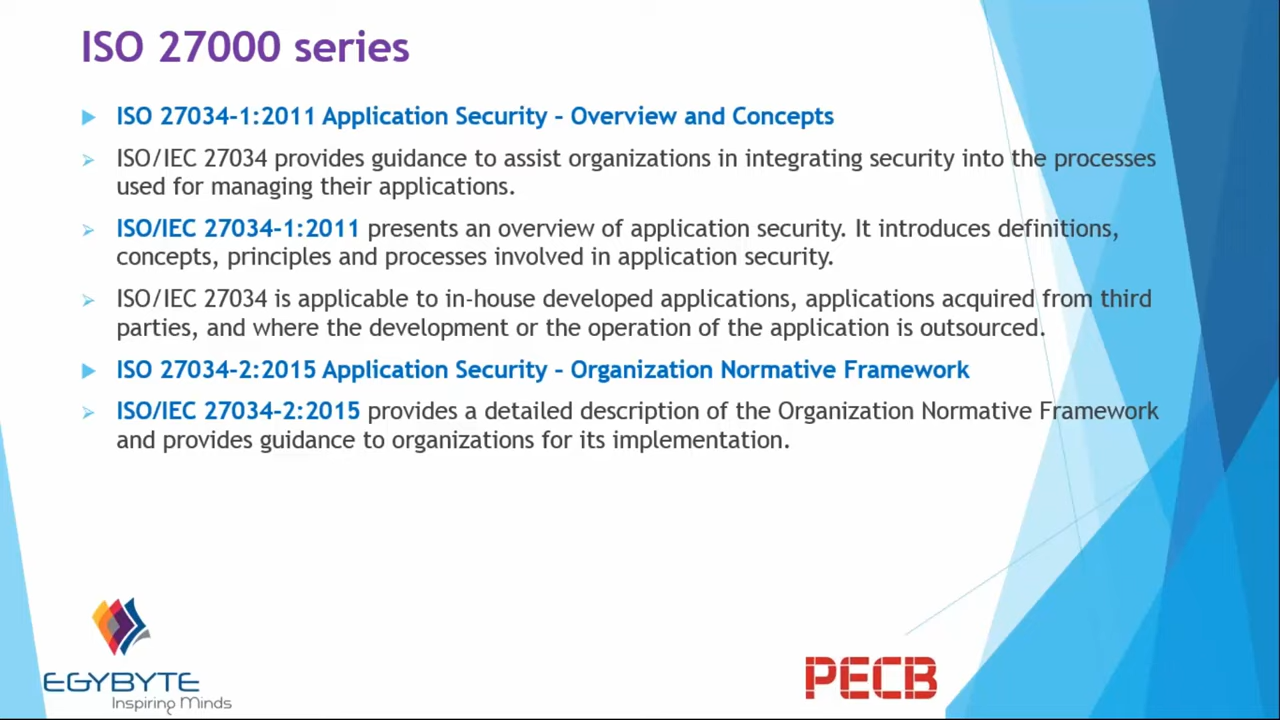 ISO 27000 series
ISO 27034-1:2011 Application Security – Overview and Concepts
ISO/IEC 27034 provides guidance to assist organizations in integrating security into the processes
used for managing their applications.
ISO/IEC 27034-1:2011 presents an overview of application security. It introduces definitions,
concepts, principles and processes involved in application security.
ISO/IEC 27034 is applicable to in-house developed applications, applications acquired from third
parties, and where the development or the operation of the application is outsourced.
ISO 27034-2:2015 Application Security – Organization Normative Framework
ISO/IEC 27034-2:2015 provides a detailed description of the Organization Normative Framework
and provides guidance to organizations for its implementation.
EGYBYTE
Inspiring Minds
PECB